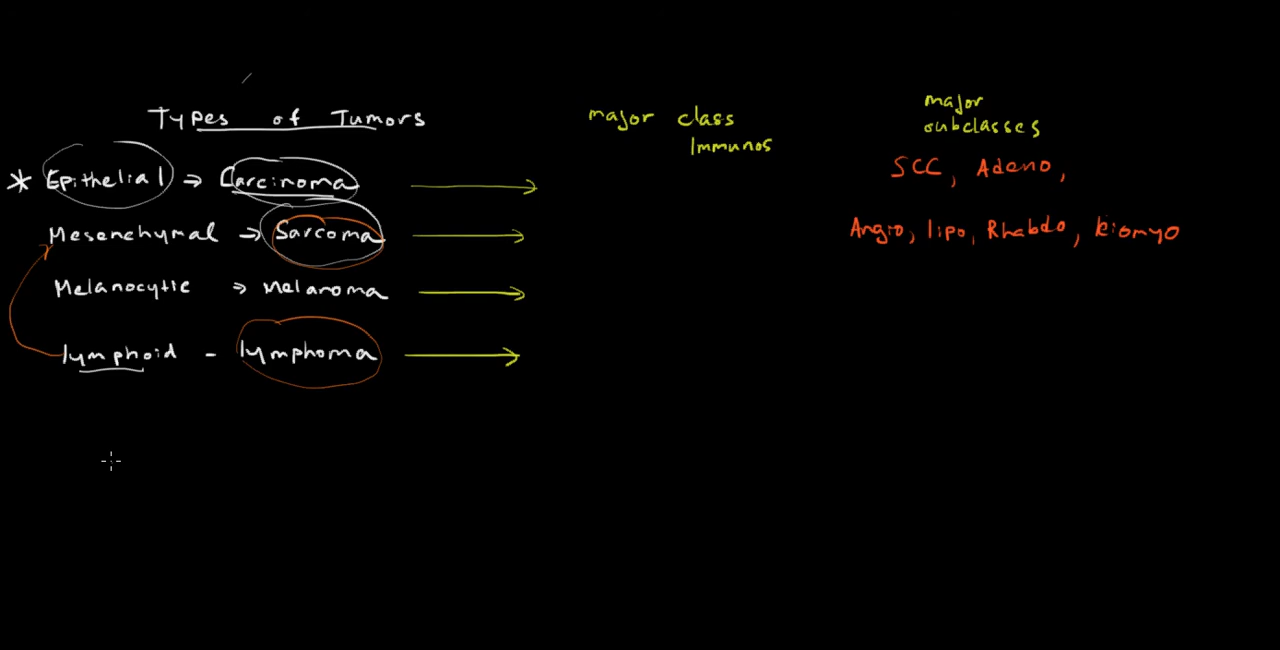 Types of Tumors
major class
Immunos
major
subclasses
* Epithelial → Carcinoma →
SCC, Adeno,
Mesenchymal → Sarcoma →
Angio, lipo, Rhabdo, leiomyo
Melanocytic → Melanoma →
lymphoid - lymphoma →